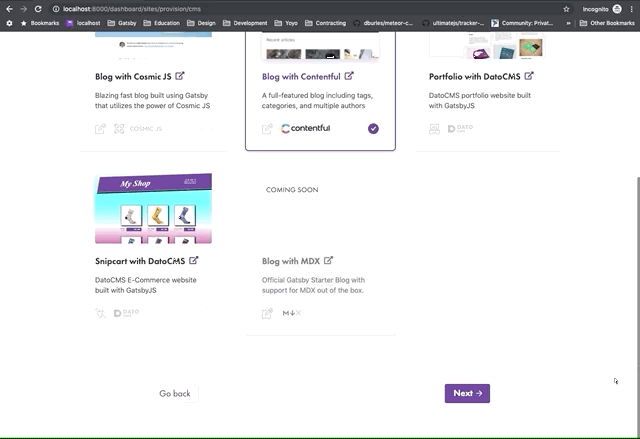 localhost:8000/dashboard/sites/provision/cms
Incognito
Bookmarks localhost Gatsby Education Design Development Yoyo Contracting dburles/meteor-c... ultimatejs/tracker-... Community: Privat... » Other Bookmarks
Recent articles
Blog with Cosmic JS
Blog with Contentful
Portfolio with DatoCMS
Blazing fast blog built using Gatsby
that utilizes the power of Cosmic JS
A full-featured blog including tags,
categories, and multiple authors
DatoCMS portfolio website built
with GatsbyJS
COSMIC JS
contentful
DATO
CMS
My Shop
COMING SOON
Snipcart with DatoCMS
Blog with MDX
DatoCMS E-Commerce website
built with GatsbyJS
Official Gatsby Starter Blog with
support for MDX out of the box.
DATO
CMS
M↓X
Go back
Next →